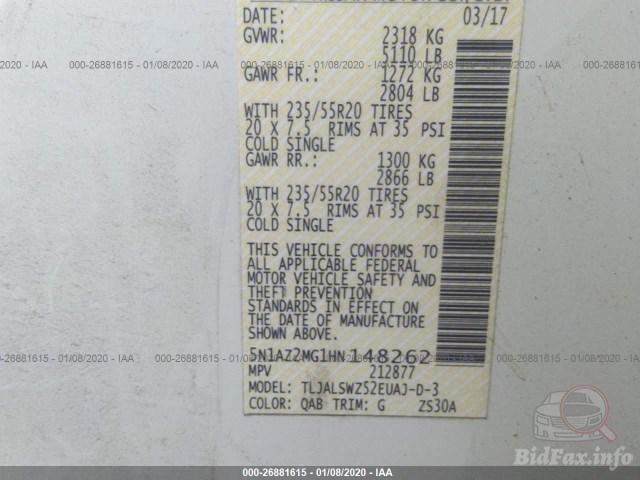 DATE: 03/17
GVWR: 2318 KG
5110 LB
GAWR FR.: 1272 KG
2804 LB
WITH 235/55R20 TIRES
20 X 7.5 RIMS AT 35 PSI
COLD SINGLE
GAWR RR.: 1300 KG
2866 LB
WITH 235/55R20 TIRES
20 X 7.5 RIMS AT 35 PSI
COLD SINGLE
THIS VEHICLE CONFORMS TO
ALL APPLICABLE FEDERAL
MOTOR VEHICLE SAFETY AND
THEFT PREVENTION
STANDARDS IN EFFECT ON
THE DATE OF MANUFACTURE
SHOWN ABOVE.
5N1AZ2MG1HN148262
MPV 212877
MODEL: TLJALSWZ52EUAJ-D-3
COLOR: QAB TRIM: G ZS30A
000-26881615 - 01/08/2020 - IAA
BidFax.info